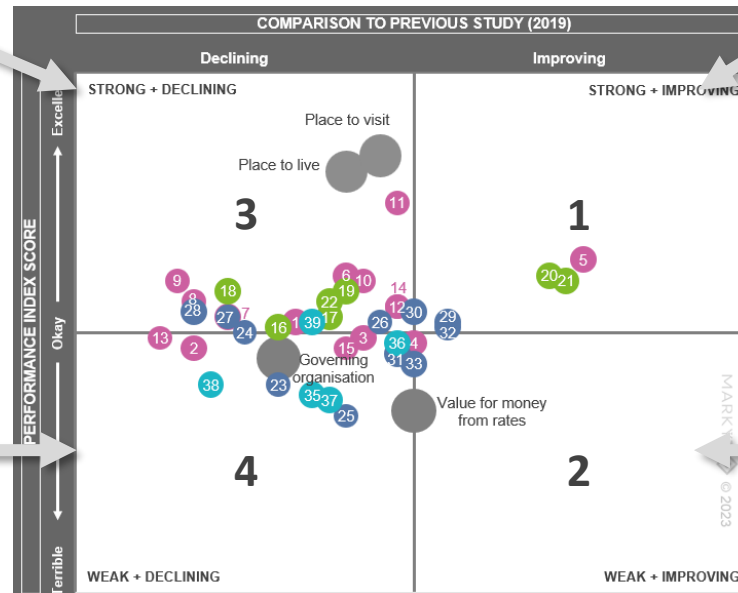 COMPARISON TO PREVIOUS STUDY (2019)
Declining
Improving
STRONG + DECLINING
STRONG + IMPROVING
PERFORMANCE INDEX SCORE
Okay
Terrible
Place to visit
Place to live
3
1
11
5
20
21
9
6
10
8
18
19
14
28
22
12
30
27
7
17
29
26
39
16
24
32
13
3
36
4
2
15
31
Governing
organisation
33
38
23
35
37
25
Value for money
from rates
4
2
© 2023
WEAK + DECLINING
WEAK + IMPROVING